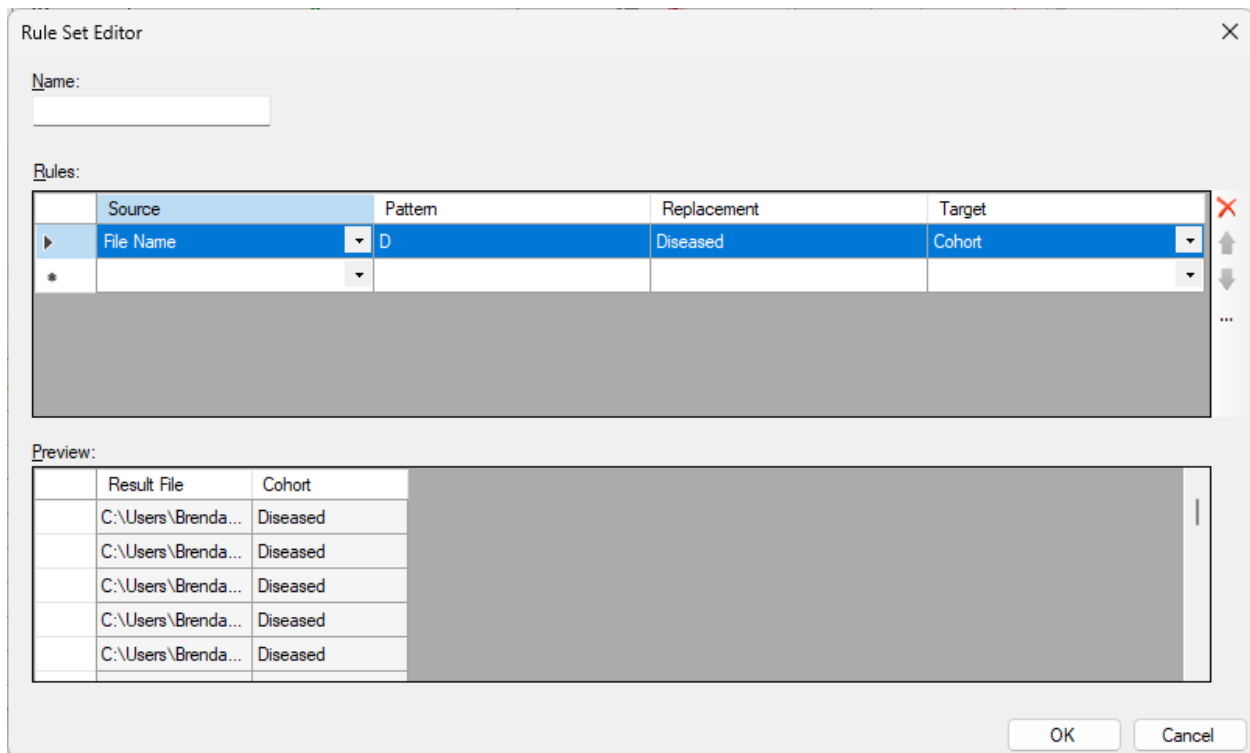 Rule Set Editor
Name:
Rules:
Source Pattern Replacement Target
File Name D Diseased Cohort
...
Preview:
Result File Cohort
C:\Users\Brenda... Diseased
C:\Users\Brenda... Diseased
C:\Users\Brenda... Diseased
C:\Users\Brenda... Diseased
C:\Users\Brenda... Diseased
OK Cancel